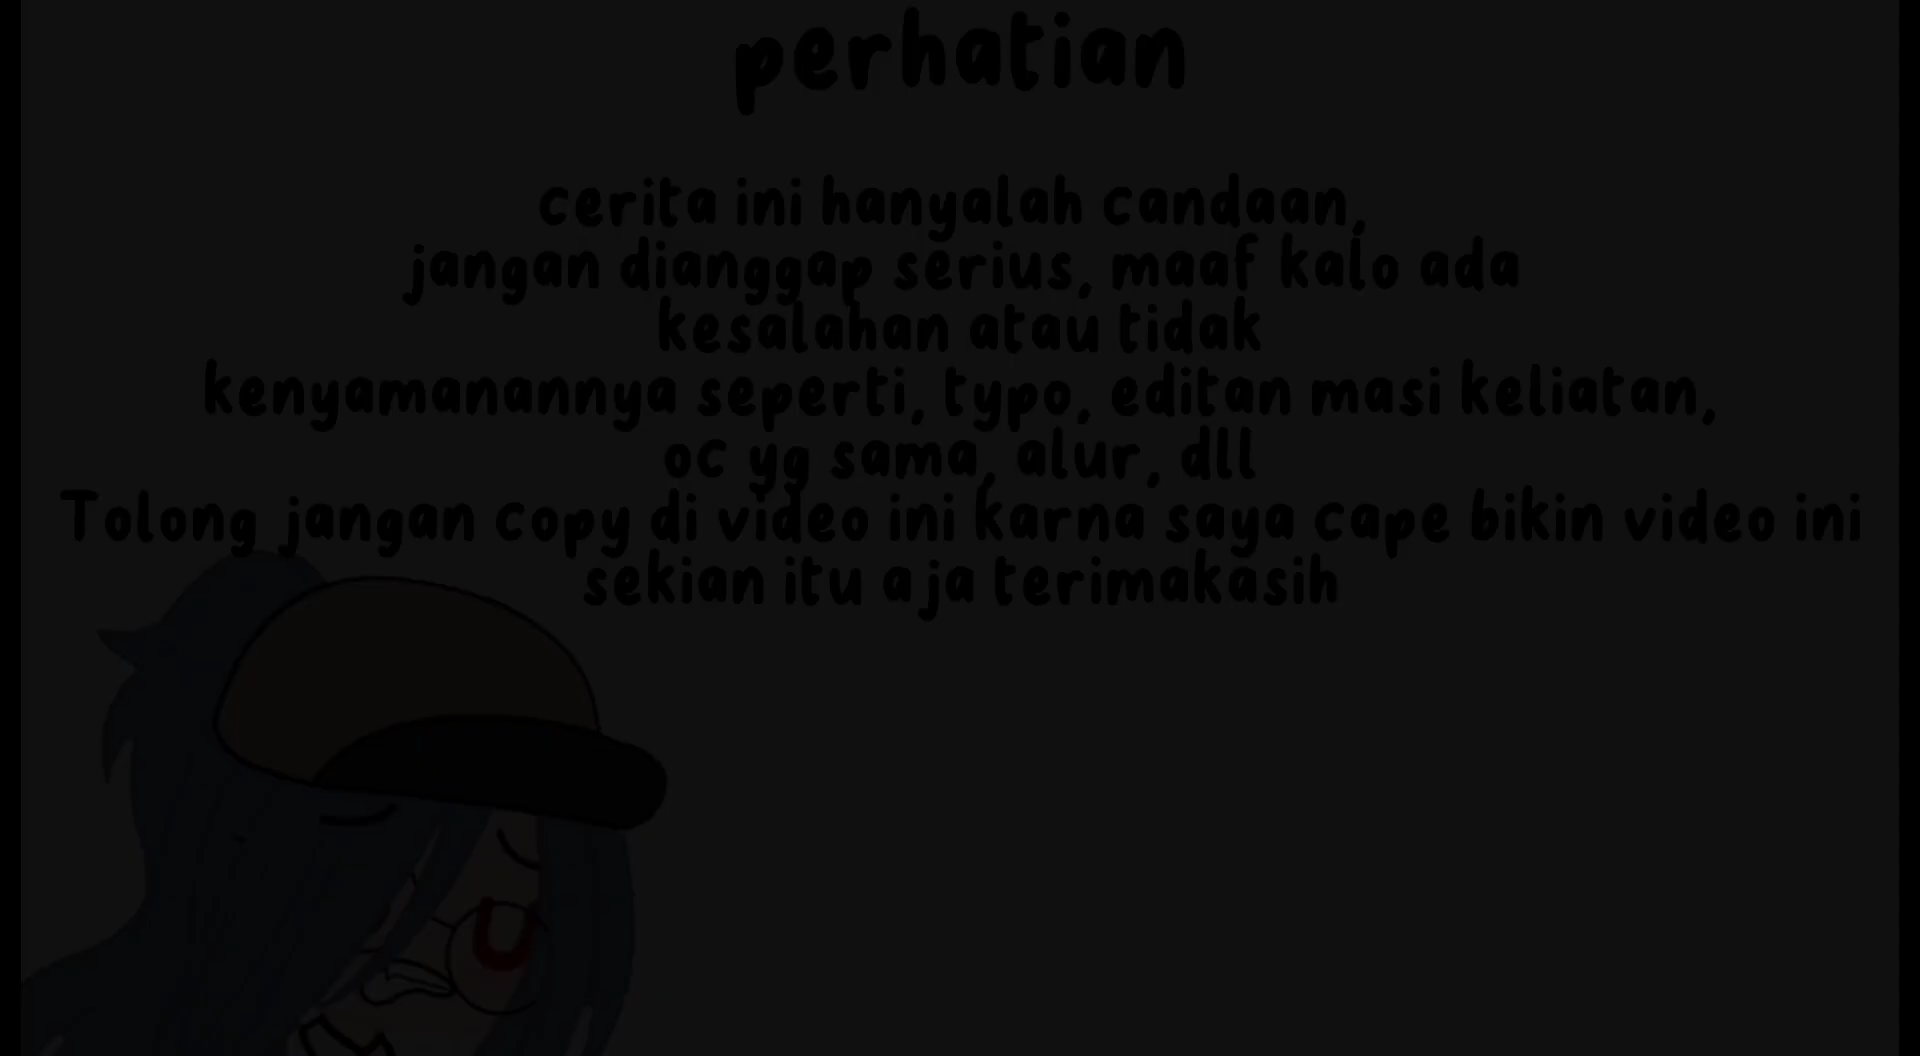 perhatian
cerita ini hanyalah candaan,
jangan dianggap serius, maaf kalo ada
kesalahan atau tidak
kenyamanannya seperti, typo, editan masi keliatan,
oc yg sama, alur, dll
Tolong jangan copy di video ini karna saya cape bikin video ini
sekian itu aja terimakasih